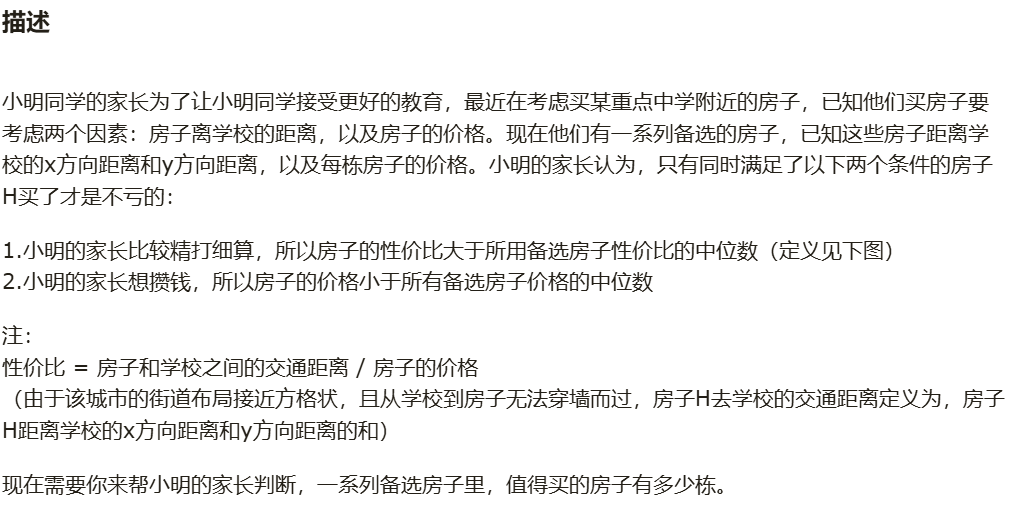 描述
小明同学的家长为了让小明同学接受更好的教育，最近在考虑买某重点中学附近的房子，已知他们买房子要
考虑两个因素：房子离学校的距离，以及房子的价格。现在他们有一系列备选的房子，已知这些房子距离学
校的x方向距离和y方向距离，以及每栋房子的价格。小明的家长认为，只有同时满足了以下两个条件的房子
H买了才是不亏的：
1.小明的家长比较精打细算，所以房子的性价比大于所用备选房子性价比的中位数（定义见下图）
2.小明的家长想攒钱，所以房子的价格小于所有备选房子价格的中位数
注：
性价比 = 房子和学校之间的交通距离 / 房子的价格
（由于该城市的街道布局接近方格状，且从学校到房子无法穿墙而过，房子H去学校的交通距离定义为，房子
H距离学校的x方向距离和y方向距离的和）
现在需要你来帮小明的家长判断，一系列备选房子里，值得买的房子有多少栋。